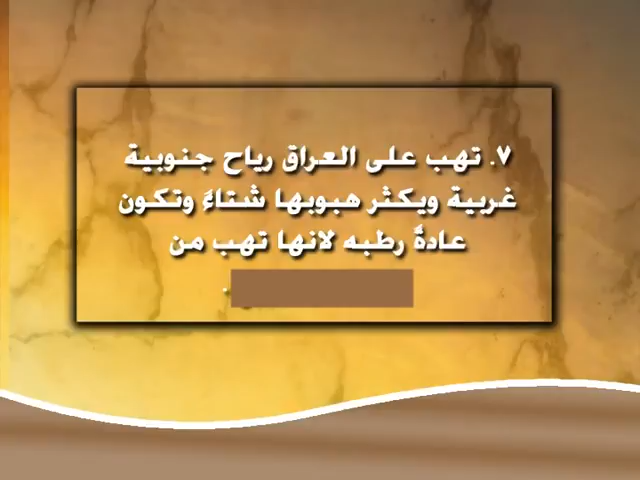 ٧. تهب على العراق رياح جنوبية
غربية ويكثر هبوبها شتاءً وتكون
عادةً رطبه لانها تهب من
.